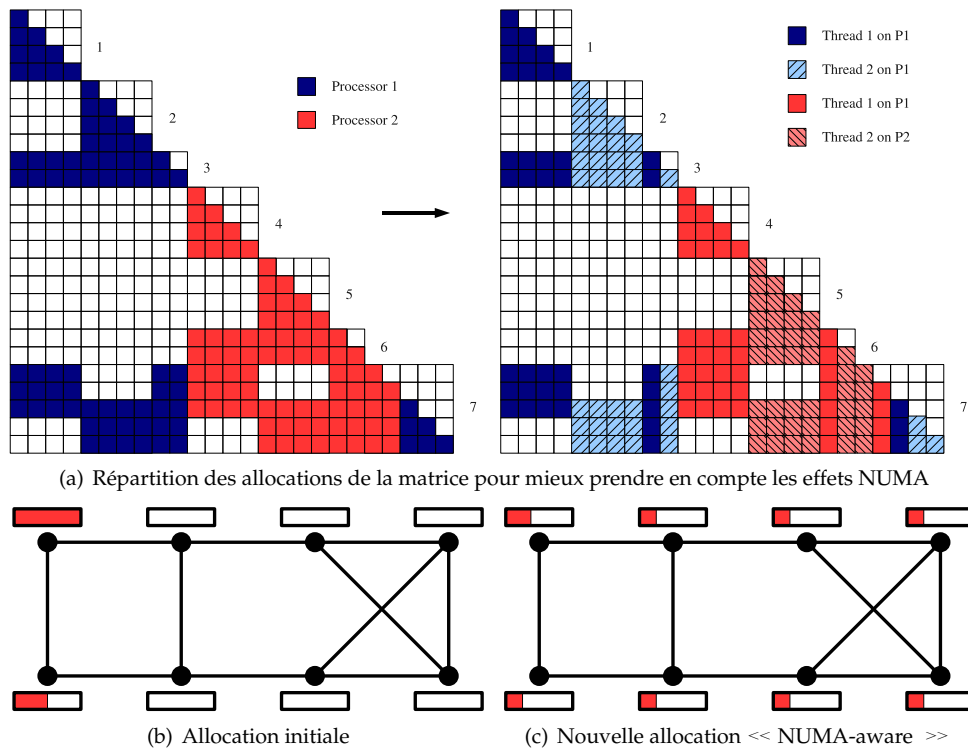 1
2
3
4
5
6
7
Processor 1
Processor 2
1
2
3
4
5
6
7
Thread 1 on P1
Thread 2 on P1
Thread 1 on P1
Thread 2 on P2
(a) Répartition des allocations de la matrice pour mieux prendre en compte les effets NUMA
(b) Allocation initiale
(c) Nouvelle allocation << NUMA-aware >>